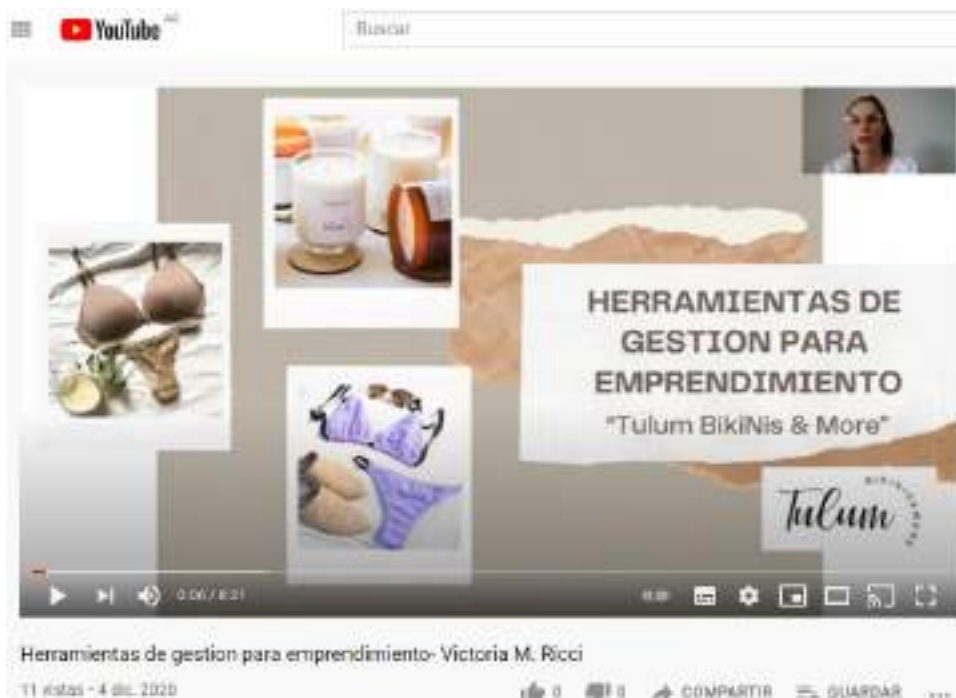 YouTube AR
Buscar
HERRAMIENTAS DE
GESTION PARA
EMPRENDIMIENTO
"Tulum BikiNis & More"
Tulum
0:06 / 8:21
Herramientas de gestion para emprendimiento- Victoria M. Ricci
11 vistas - 4 dic. 2020
0
0
COMPARTIR
GUARDAR